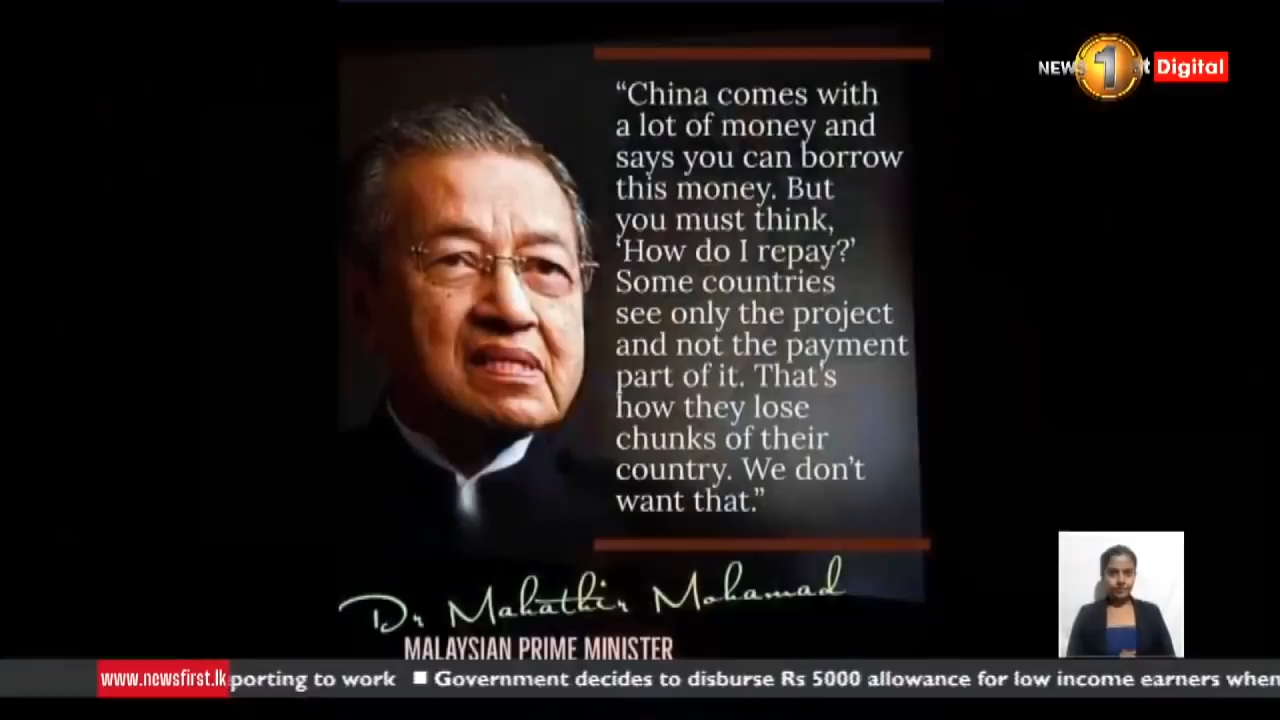 NEWS 1st Digital
“China comes with
a lot of money and
says you can borrow
this money. But
you must think,
‘How do I repay?’
Some countries
see only the project
and not the payment
part of it. That’s
how they lose
chunks of their
country. We don’t
want that.”
Dr Mahathir Mohamad
MALAYSIAN PRIME MINISTER
www.newsfirst.lk porting to work ■ Government decides to disburse Rs 5000 allowance for low income earners when